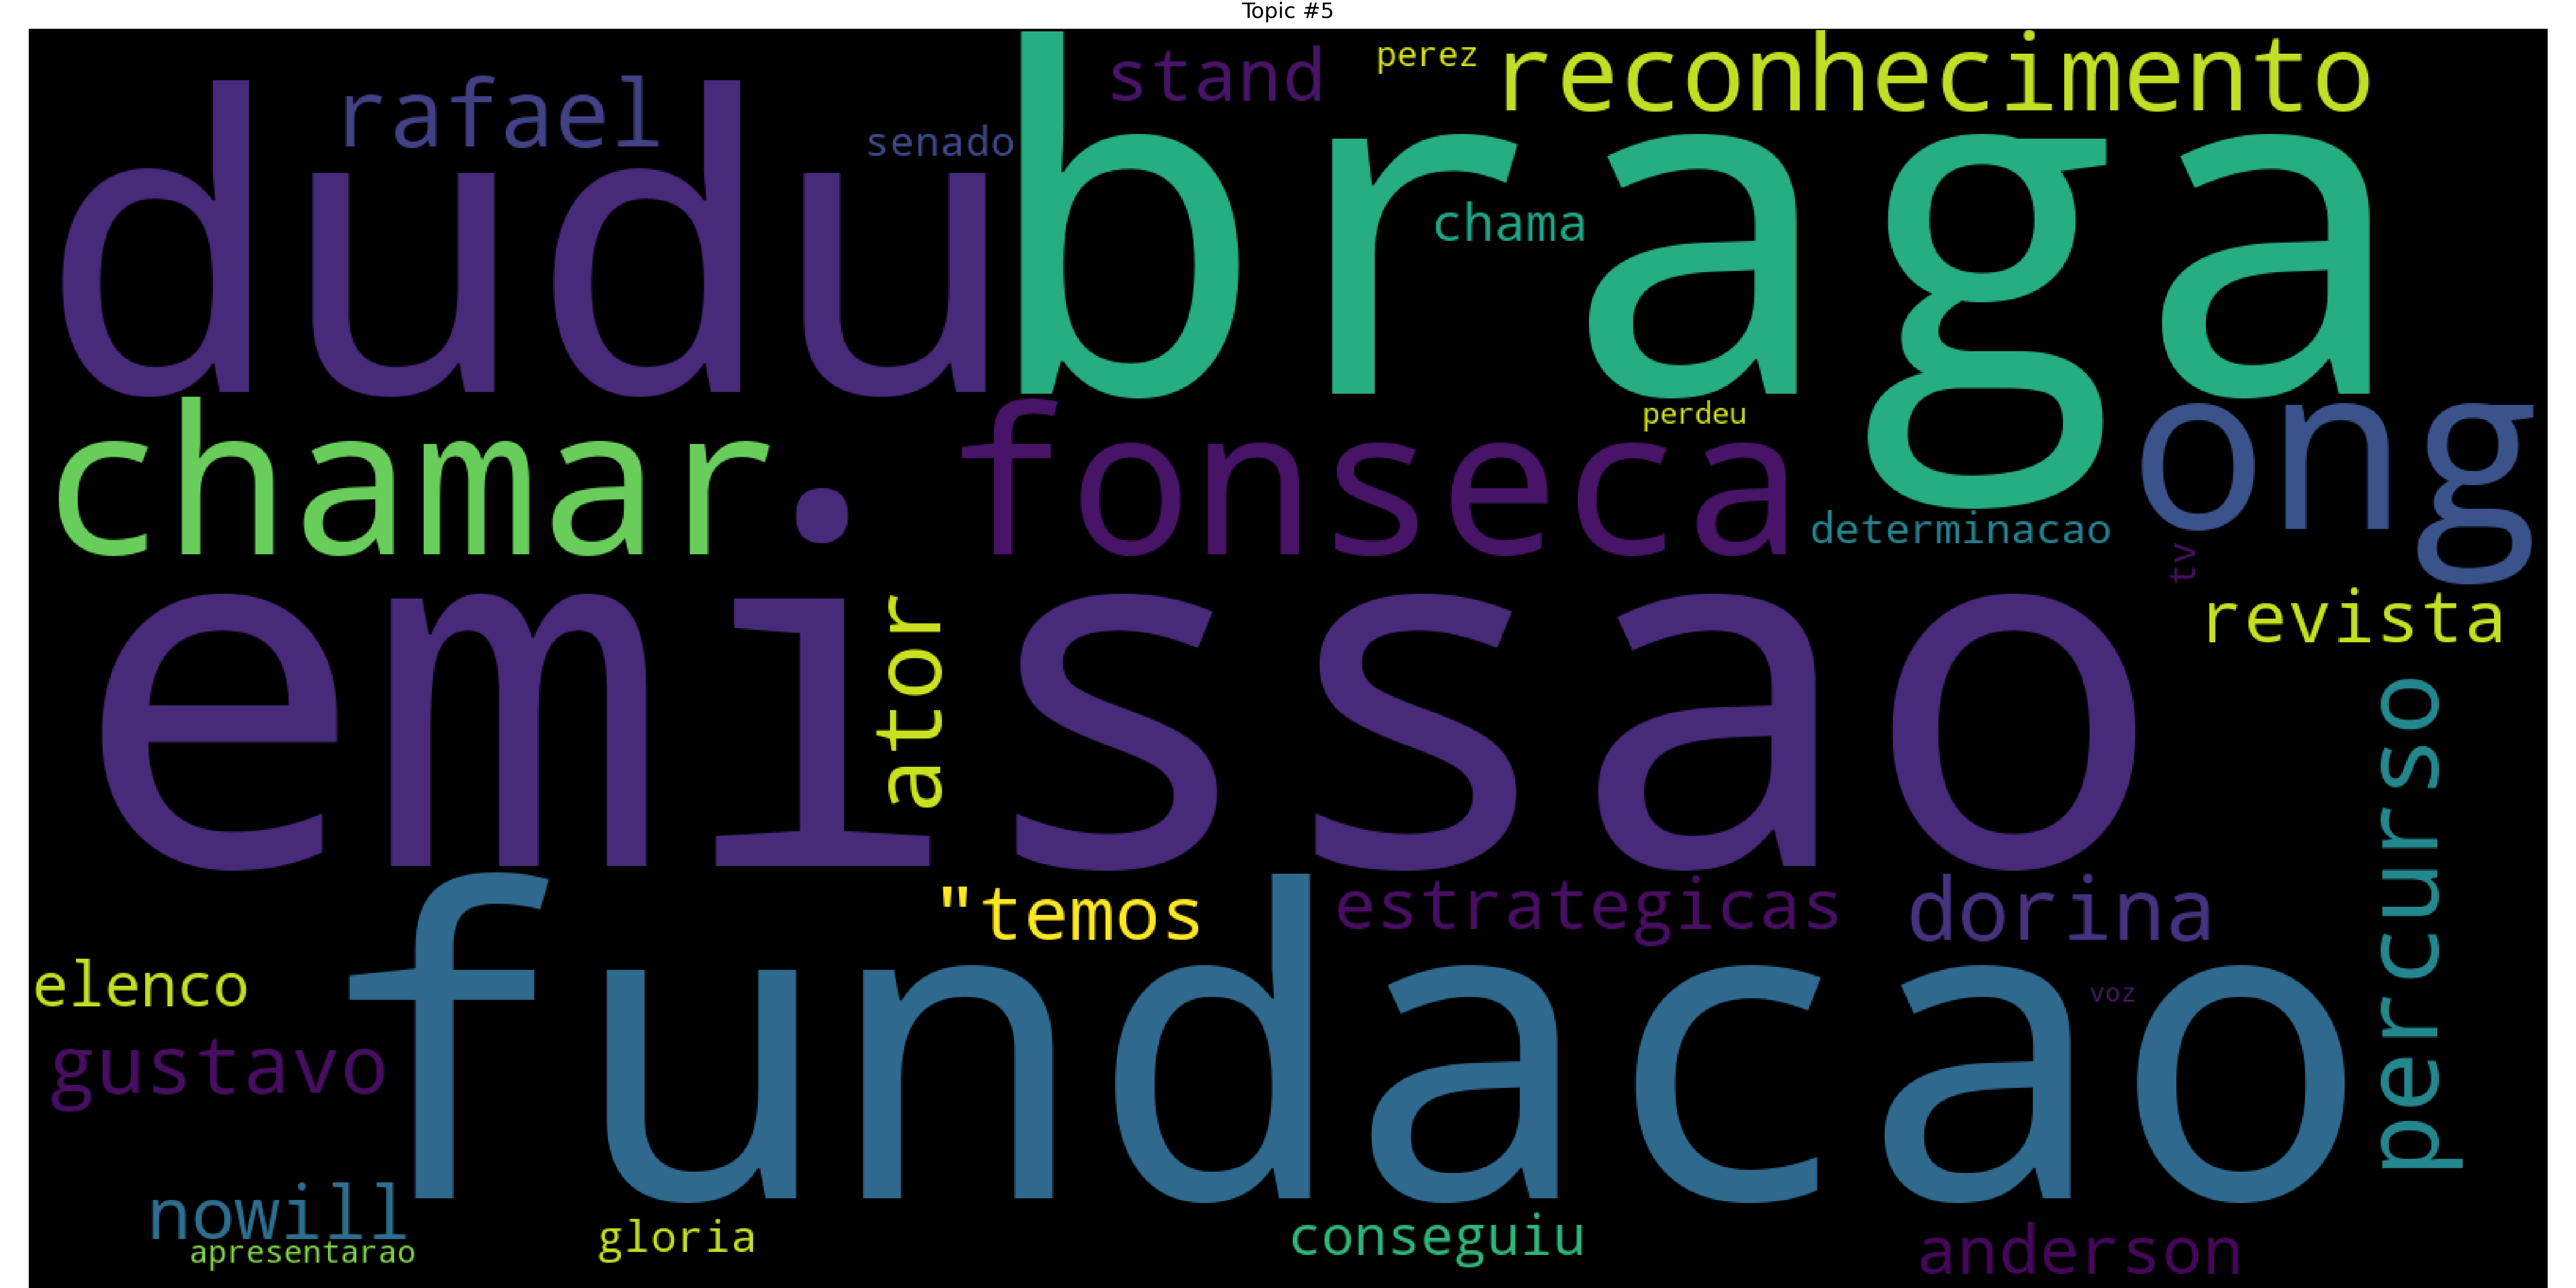 Topic #5
stand
perez
reconhecimento
rafael
senado
dudu
braga
chama
chamar
fonseca
perdeu
ong
determinacao
tv
revista
emissao
ator
percurso
"temos
estrategicas
dorina
elenco
fundacao
voz
gustavo
nowill
apresentarao
gloria
conseguiu
anderson